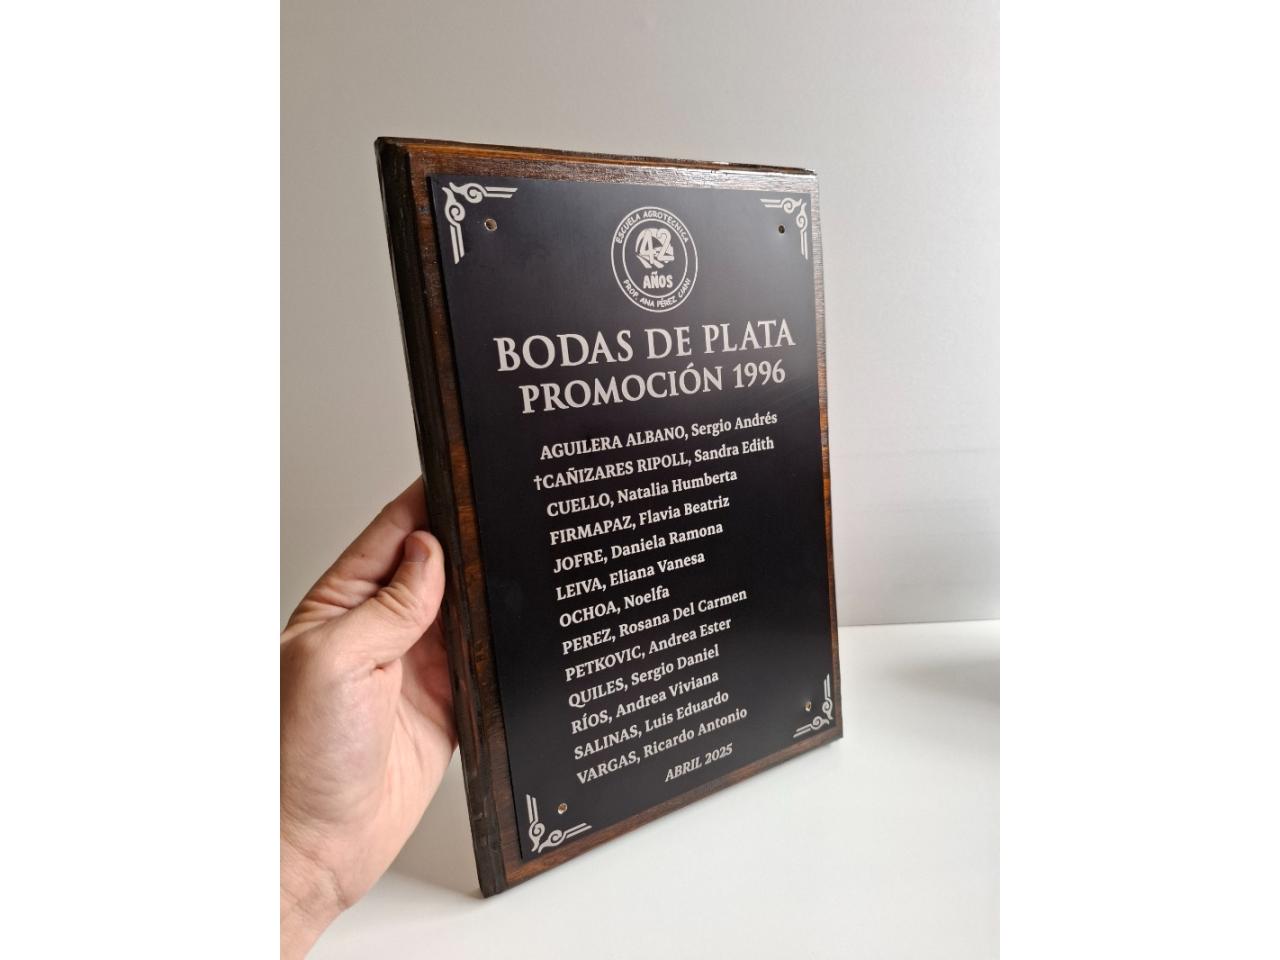 ESCUELA AGROTECNICA
42
AÑOS
PROF. ANA PÉREZ CIANI
BODAS DE PLATA
PROMOCIÓN 1996
AGUILERA ALBANO, Sergio Andrés
†CAÑIZARES RIPOLL, Sandra Edith
CUELLO, Natalia Humberta
FIRMAPAZ, Flavia Beatriz
JOFRE, Daniela Ramona
LEIVA, Eliana Vanesa
OCHOA, Noelfa
PEREZ, Rosana Del Carmen
PETKOVIC, Andrea Ester
QUILES, Sergio Daniel
RÍOS, Andrea Viviana
SALINAS, Luis Eduardo
VARGAS, Ricardo Antonio
ABRIL 2025